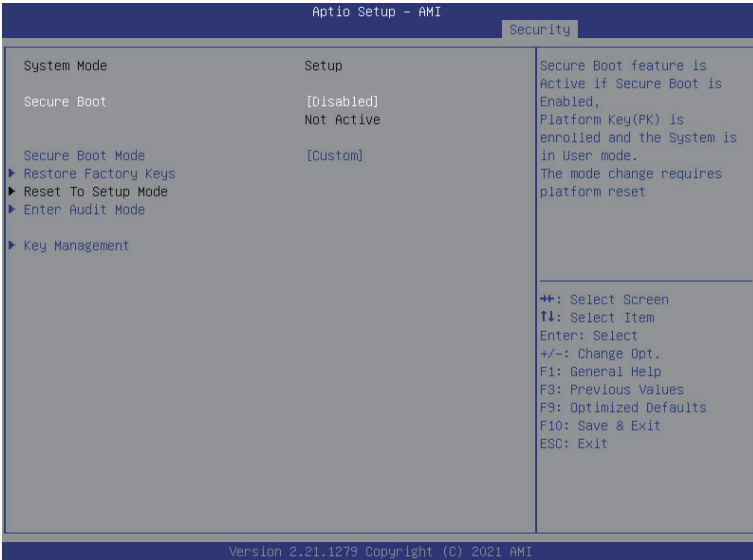 Aptio Setup – AMI
Security
System Mode Setup
Secure Boot [Disabled]
Not Active
Secure Boot Mode [Custom]
▶ Restore Factory Keys
▶ Reset To Setup Mode
▶ Enter Audit Mode
▶ Key Management
Secure Boot feature is
Active if Secure Boot is
Enabled,
Platform Key(PK) is
enrolled and the System is
in User mode.
The mode change requires
platform reset
→←: Select Screen
↑↓: Select Item
Enter: Select
+/-: Change Opt.
F1: General Help
F3: Previous Values
F9: Optimized Defaults
F10: Save & Exit
ESC: Exit
Version 2.21.1279 Copyright (C) 2021 AMI